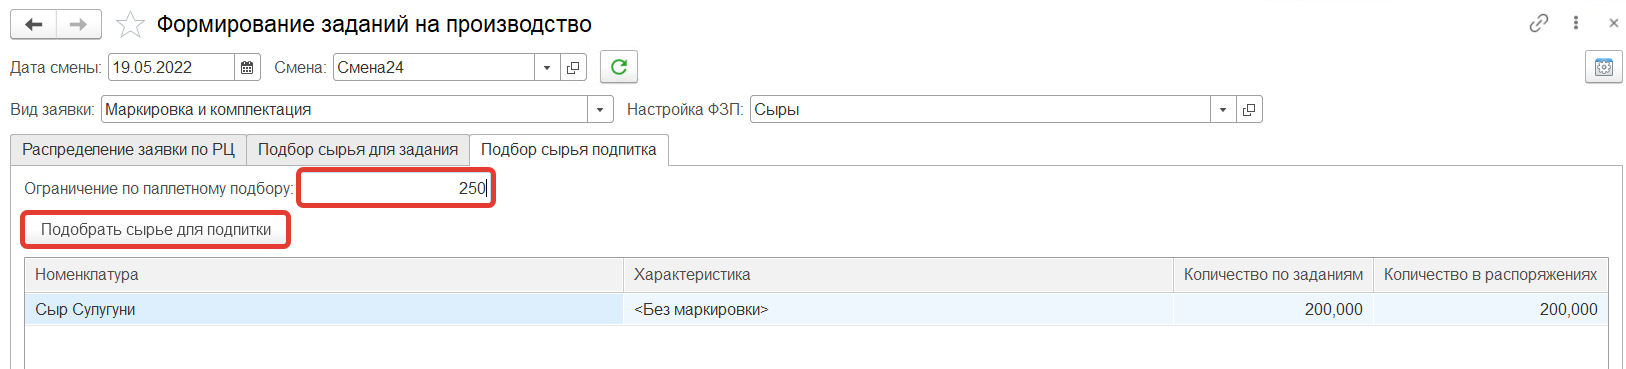 Формирование заданий на производство
Дата смены: 19.05.2022 Смена: Смена24
Вид заявки: Маркировка и комплектация Настройка ФЗП: Сыры
Распределение заявки по РЦ Подбор сырья для задания Подбор сырья подпитка
Ограничение по паллетному подбору: 250
Подобрать сырье для подпитки
Номенклатура Характеристика Количество по заданиям Количество в распоряжениях
Сыр Сулугуни <Без маркировки> 200,000 200,000